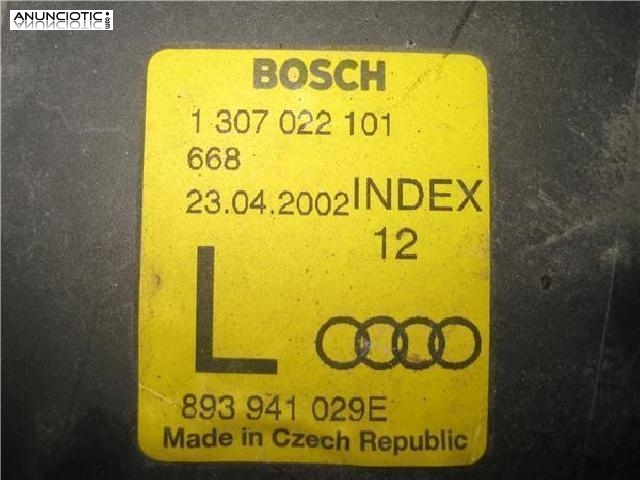 ANUNCIOTIC.com
BOSCH
1 307 022 101
668
23.04.2002 INDEX
12
L
893 941 029E
Made in Czech Republic